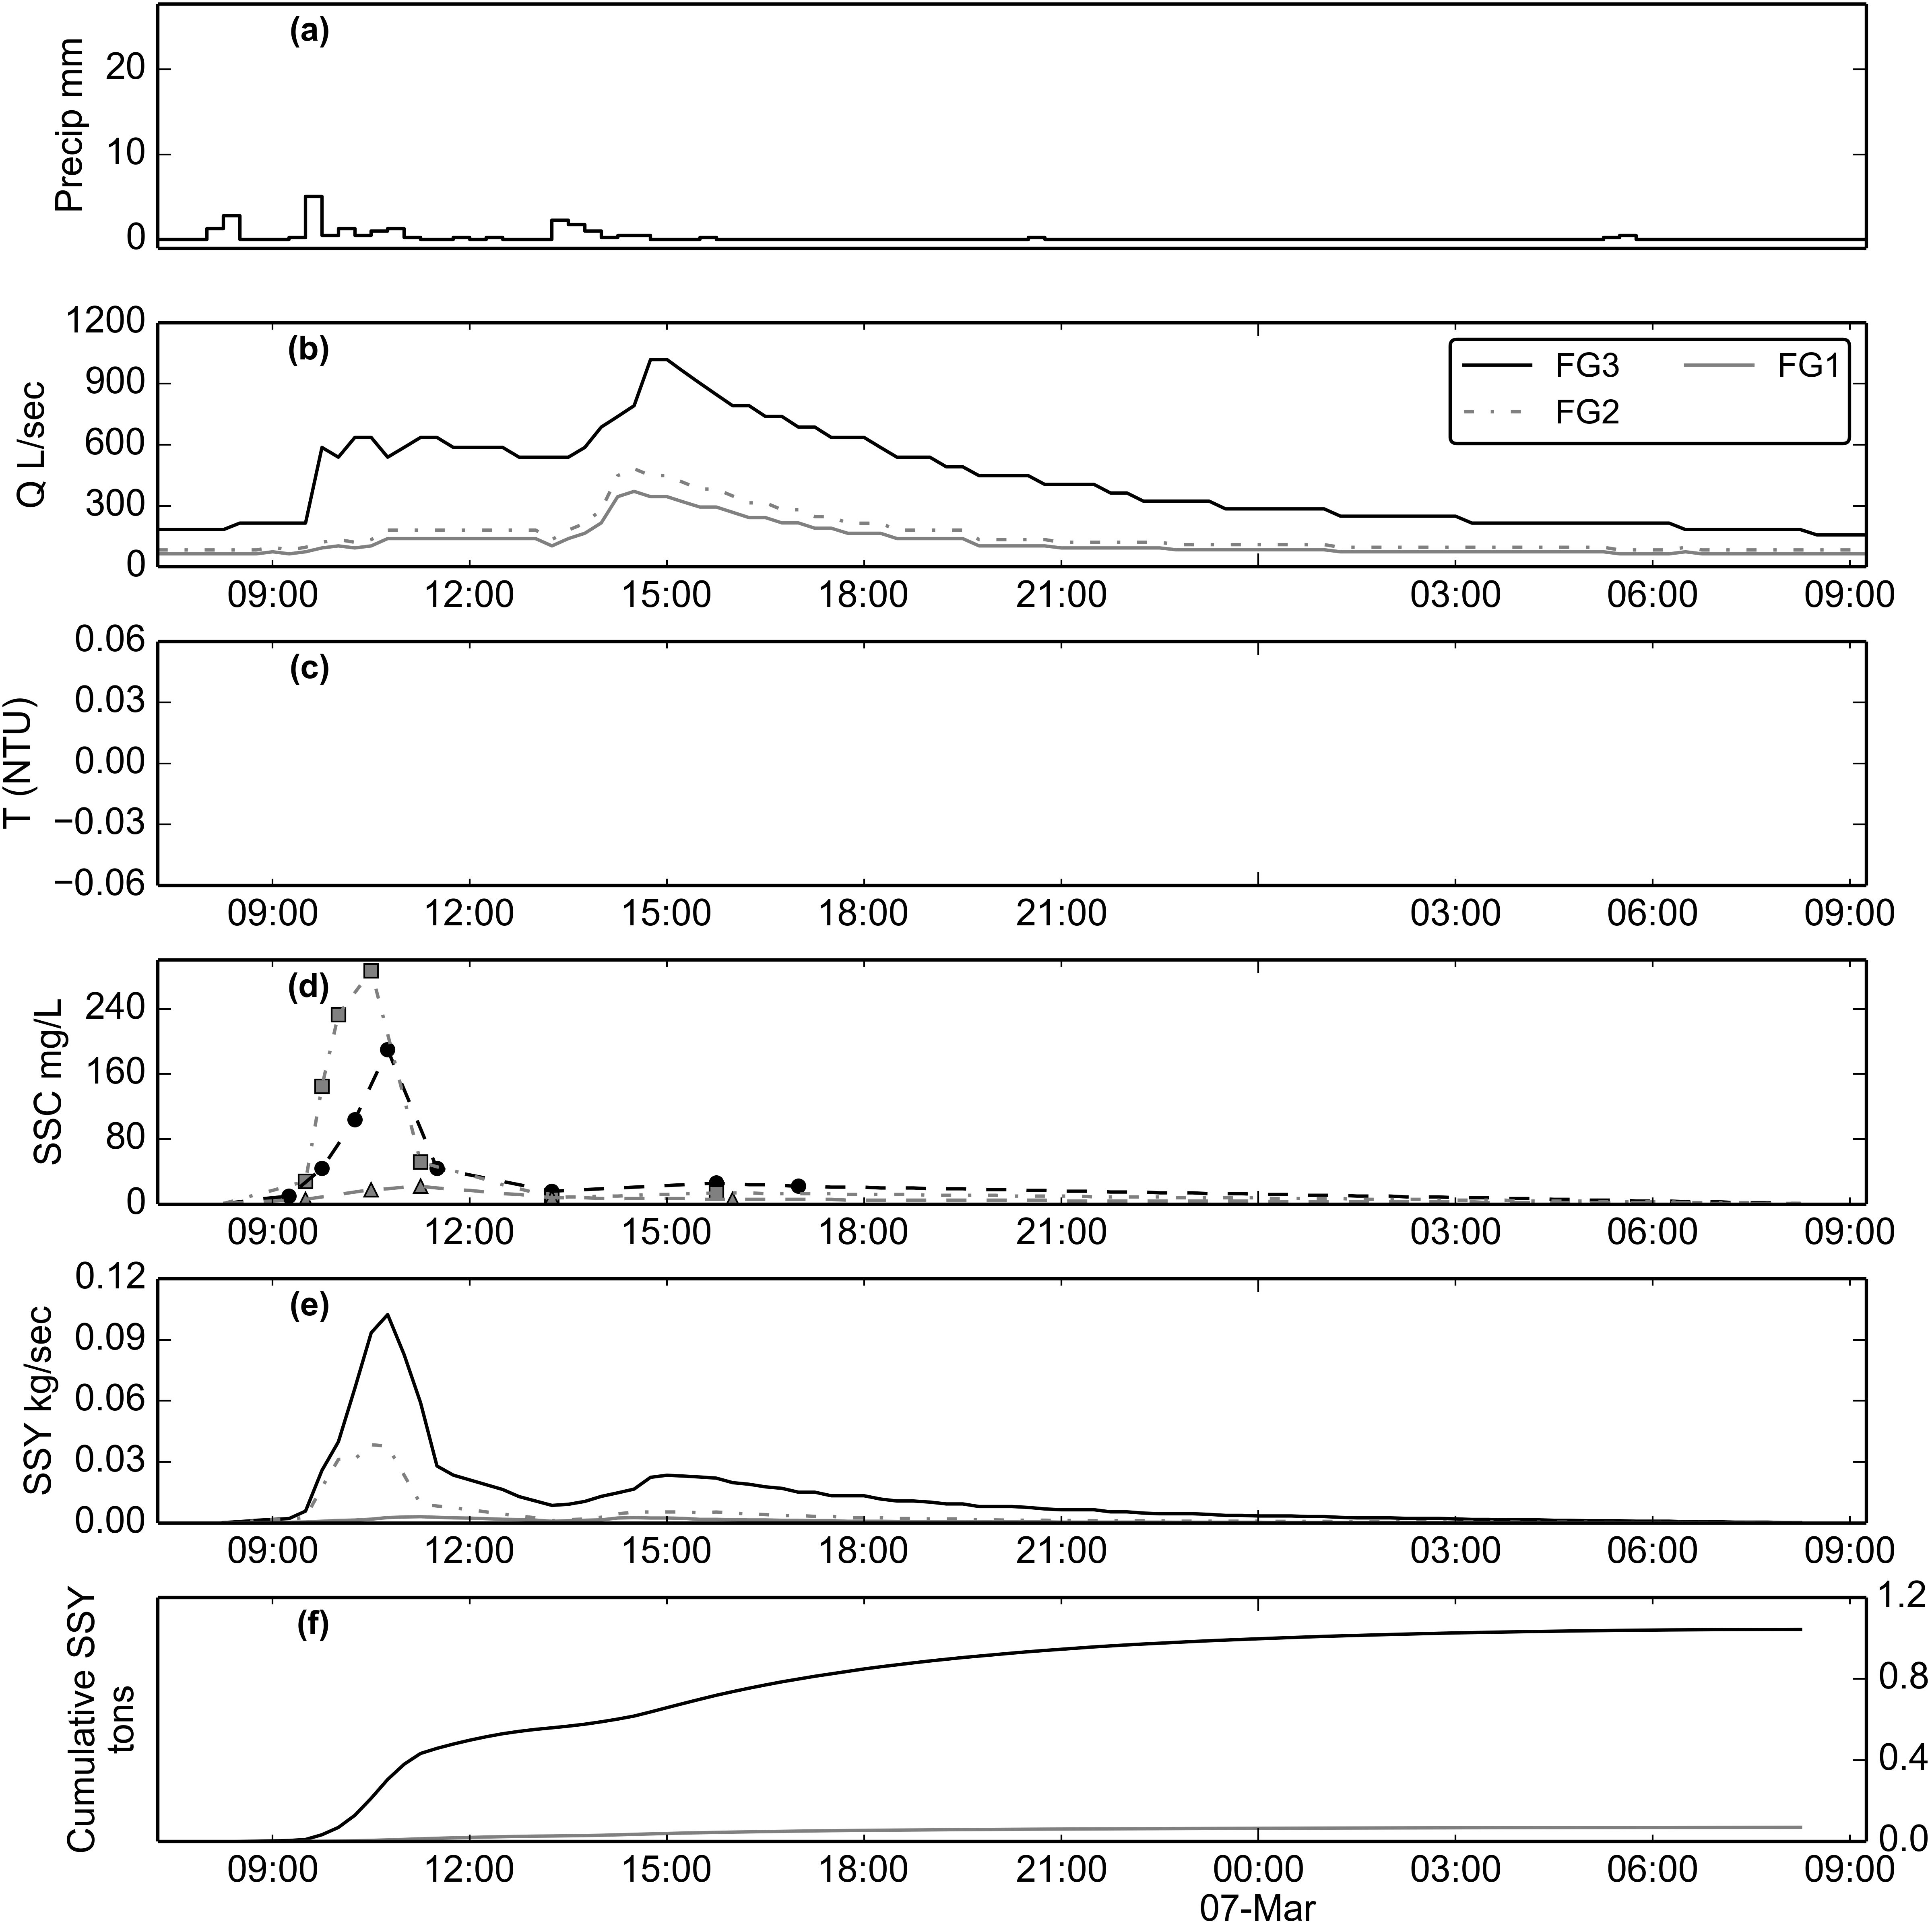 (a)
Precip mm
20
10
0
(b)
Q L/sec
1200
900
600
300
0
FG3 FG1
FG2
09:00 12:00 15:00 18:00 21:00 03:00 06:00 09:00
(c)
T (NTU)
0.06
0.03
0.00
−0.03
−0.06
09:00 12:00 15:00 18:00 21:00 03:00 06:00 09:00
(d)
SSC mg/L
240
160
80
0
09:00 12:00 15:00 18:00 21:00 03:00 06:00 09:00
(e)
SSY kg/sec
0.12
0.09
0.06
0.03
0.00
09:00 12:00 15:00 18:00 21:00 03:00 06:00 09:00
(f)
Cumulative SSY
tons
1.2
0.8
0.4
0.0
09:00 12:00 15:00 18:00 21:00 00:00 03:00 06:00 09:00
07-Mar